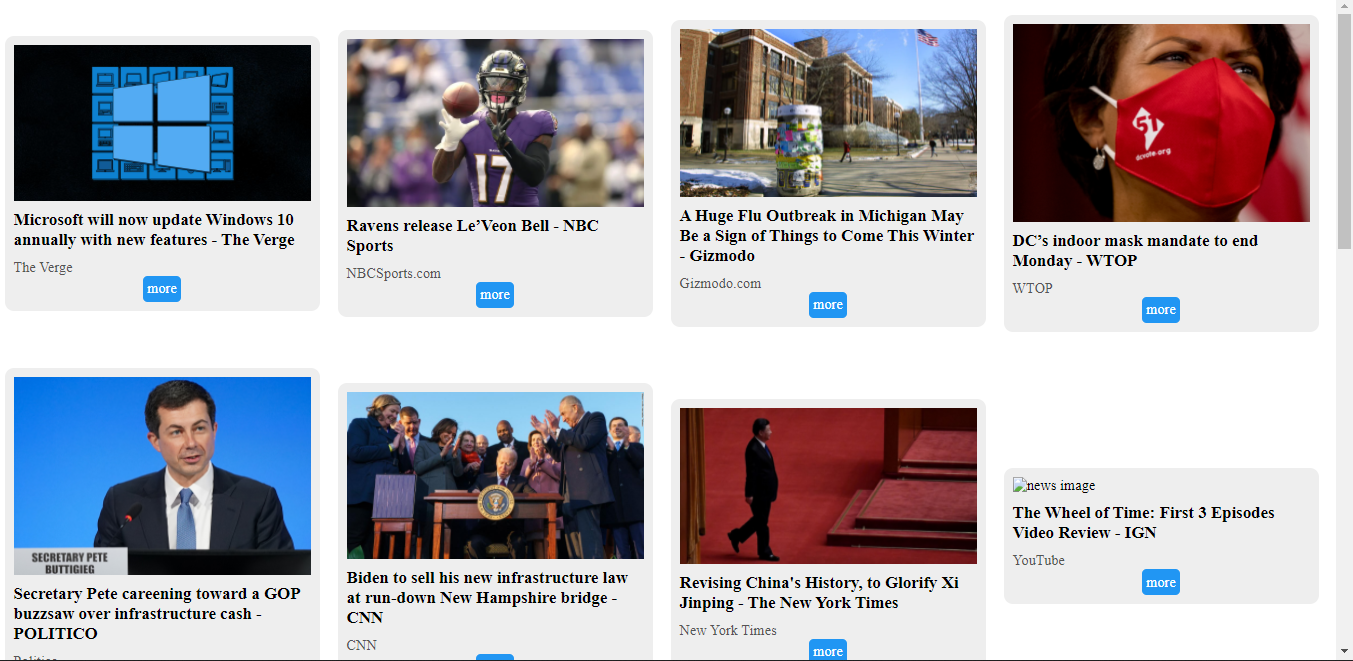 Microsoft will now update Windows 10
annually with new features - The Verge
The Verge
more
17
Ravens release Le’Veon Bell - NBC
Sports
NBCSports.com
more
A Huge Flu Outbreak in Michigan May
Be a Sign of Things to Come This Winter
- Gizmodo
Gizmodo.com
more
51
dcvote.org
DC’s indoor mask mandate to end
Monday - WTOP
WTOP
more
SECRETARY PETE
BUTTIGIEG
Secretary Pete careening toward a GOP
buzzsaw over infrastructure cash -
POLITICO
Politico
Biden to sell his new infrastructure law
at run-down New Hampshire bridge -
CNN
CNN
Revising China's History, to Glorify Xi
Jinping - The New York Times
New York Times
more
news image
The Wheel of Time: First 3 Episodes
Video Review - IGN
YouTube
more